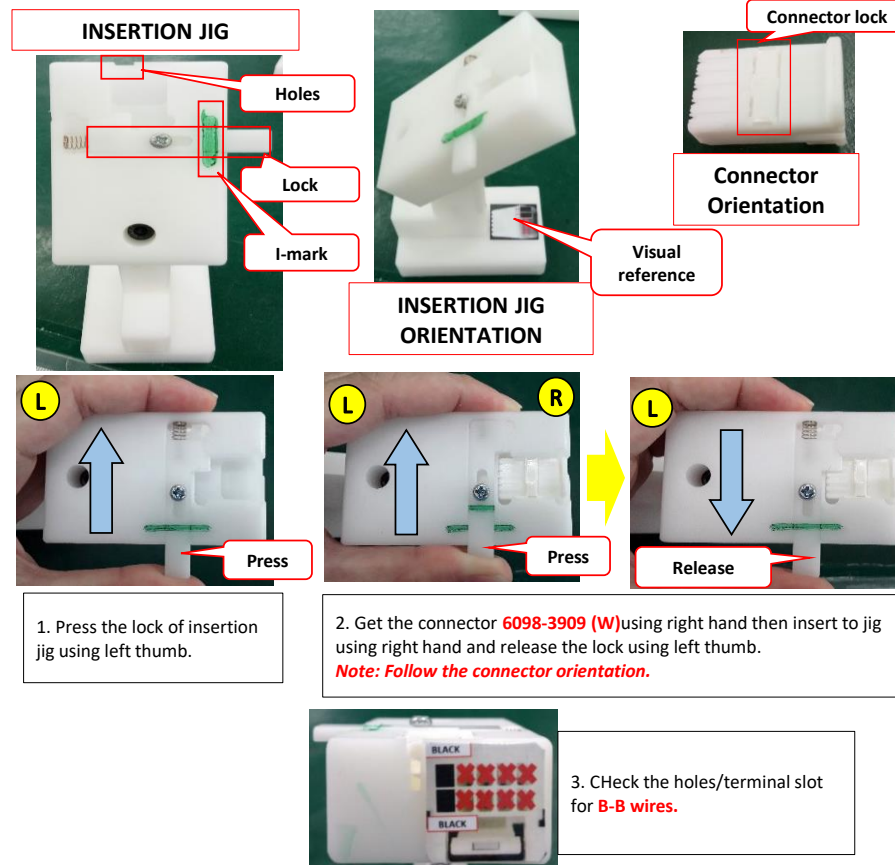 INSERTION JIG
Holes
Lock
I-mark
INSERTION JIG
ORIENTATION
Visual
reference
Connector lock
Connector
Orientation
L
Press
L
R
Press
L
Release
1. Press the lock of insertion
jig using left thumb.
2. Get the connector 6098-3909 (W)using right hand then insert to jig
using right hand and release the lock using left thumb.
Note: Follow the connector orientation.
BLACK
BLACK
3. CHeck the holes/terminal slot
for B-B wires.